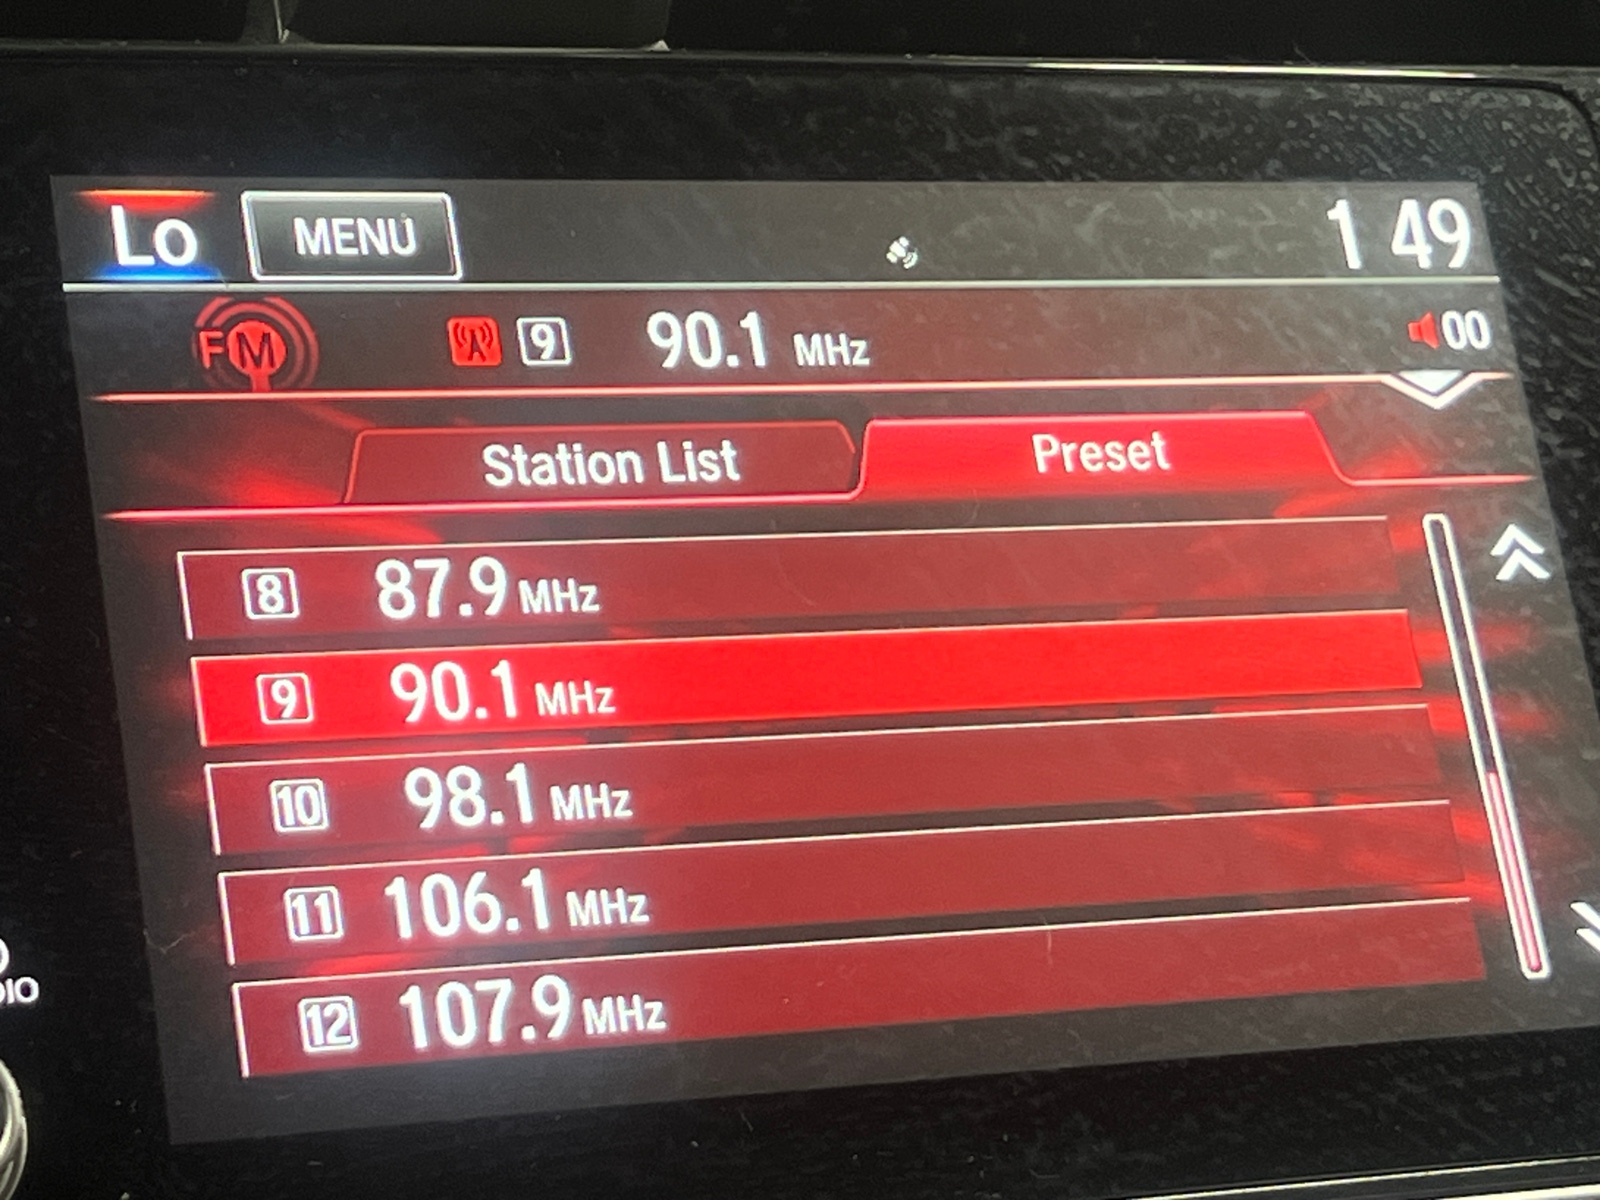 Lo MENU 1 49
FM 9 90.1 MHz 00
Station List Preset
8 87.9 MHz
9 90.1 MHz
10 98.1 MHz
11 106.1 MHz
12 107.9 MHz